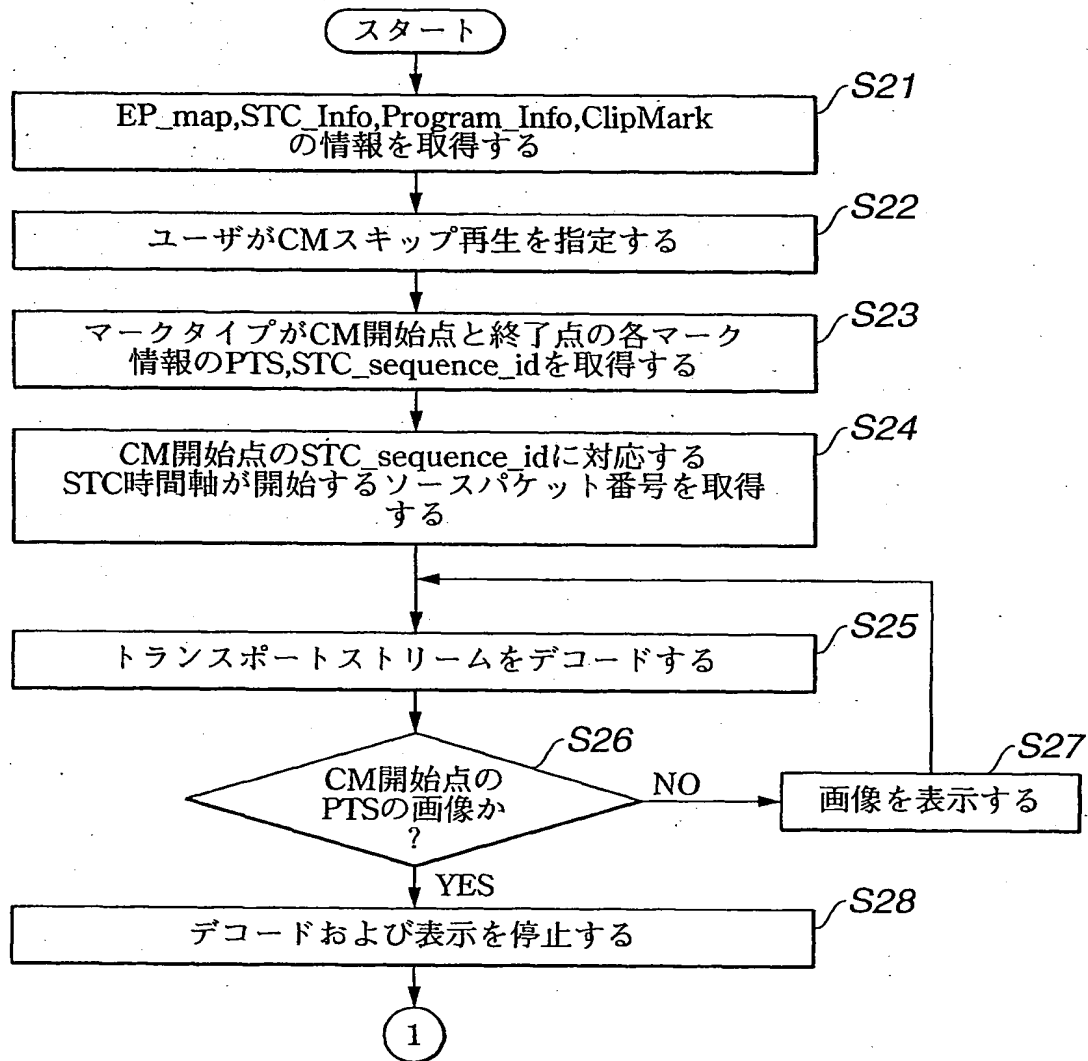 スタート
S21
EP_map,STC_Info,Program_Info,ClipMark
の情報を取得する
S22
ユーザがCMスキップ再生を指定する
S23
マークタイプがCM開始点と終了点の各マーク
情報のPTS,STC_sequence_idを取得する
S24
CM開始点のSTC_sequence_idに対応する
STC時間軸が開始するソースパケット番号を取得
する
S25
トランスポートストリームをデコードする
S26
CM開始点の
PTSの画像か
?
NO
S27
画像を表示する
YES
S28
デコードおよび表示を停止する
1